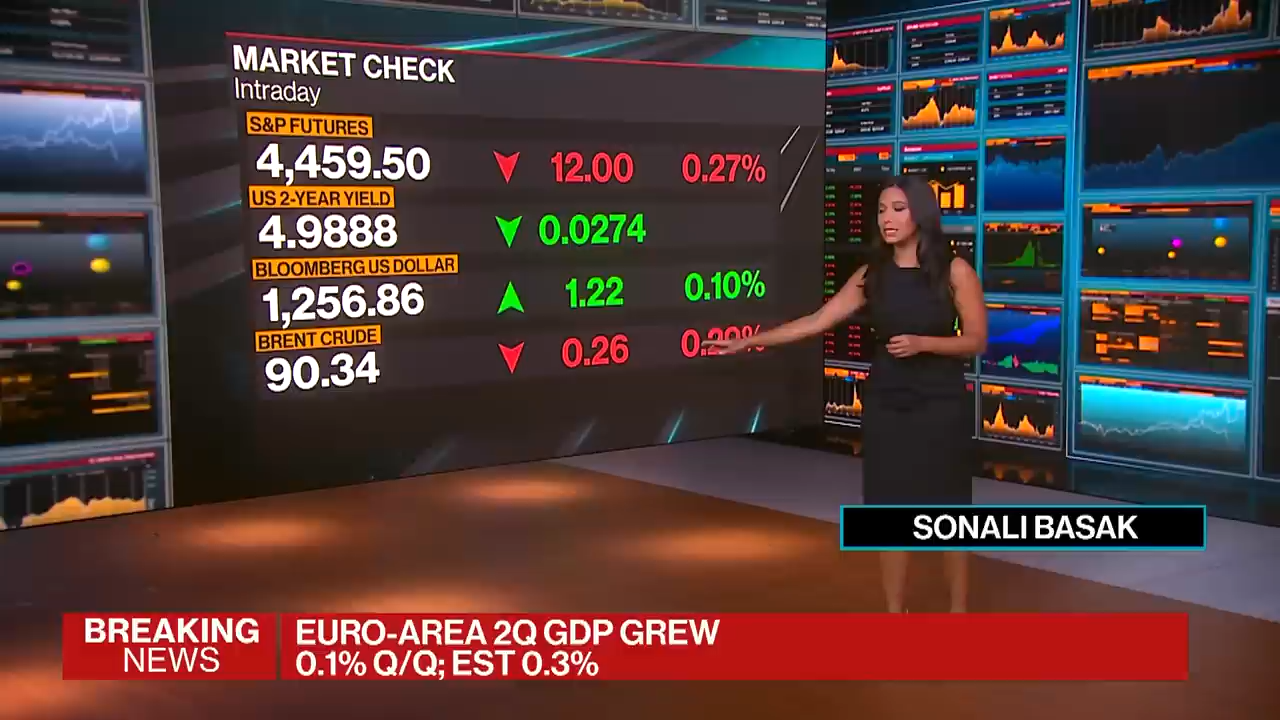 MARKET CHECK
Intraday
S&P FUTURES
4,459.50 12.00 0.27%
US 2-YEAR YIELD
4.9888 0.0274
BLOOMBERG US DOLLAR
1,256.86 1.22 0.10%
BRENT CRUDE
90.34 0.26
SONALI BASAK
BREAKING
NEWS
EURO-AREA 2Q GDP GREW
0.1% Q/Q; EST 0.3%